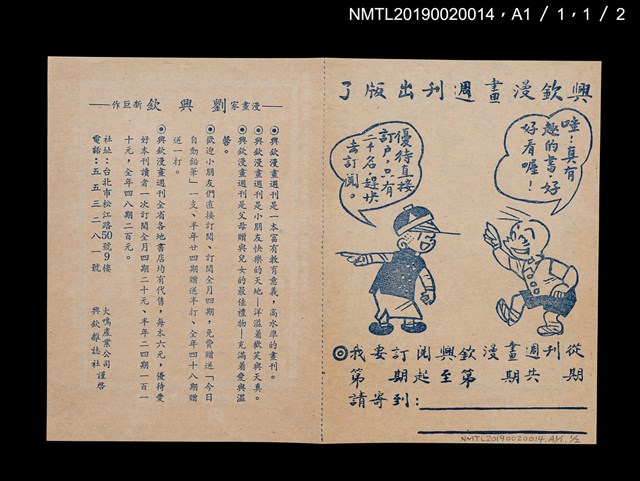 NMTL20190020014，A1 / 1，1 / 2
興欽漫畫週刊出版了
哇！真有
趣的書，好
好看喔！
優待直接
訂户，只有
二千名，趕快
去訂閱。
◎我要訂閱興欽漫畫週刊從
第　期起至第　期共　期
請寄到：
NMTL20190020014, A1/1, 1/2
——漫畫家劉興欽新巨作——
◉興欽漫畫週刊是一本富有教育意義，高水準的畫刊。
◉興欽漫畫週刊是小朋友快樂的天地—洋溢着歡笑與天真。
◉興欽漫畫週刊是父母贈與兒女的最佳禮物—充滿着愛與溫
馨。
◉歡迎小朋友們直接訂閱、訂閱全月四期，免費贈送「今日
自動鉛筆」一支、半年廿四期贈送半打、全年四十八期贈
送一打。
◉興欽漫畫週刊全省各地書店均有代售，每本六元，優待愛
好本刊讀者一次訂閱全月四期二十元、半年二四期一百一
十元，全年四八期二百元。
大鳴產業公司
興欽雜誌社
謹啓
地址：台北市松江路50號9樓
電話：五五三二八一號